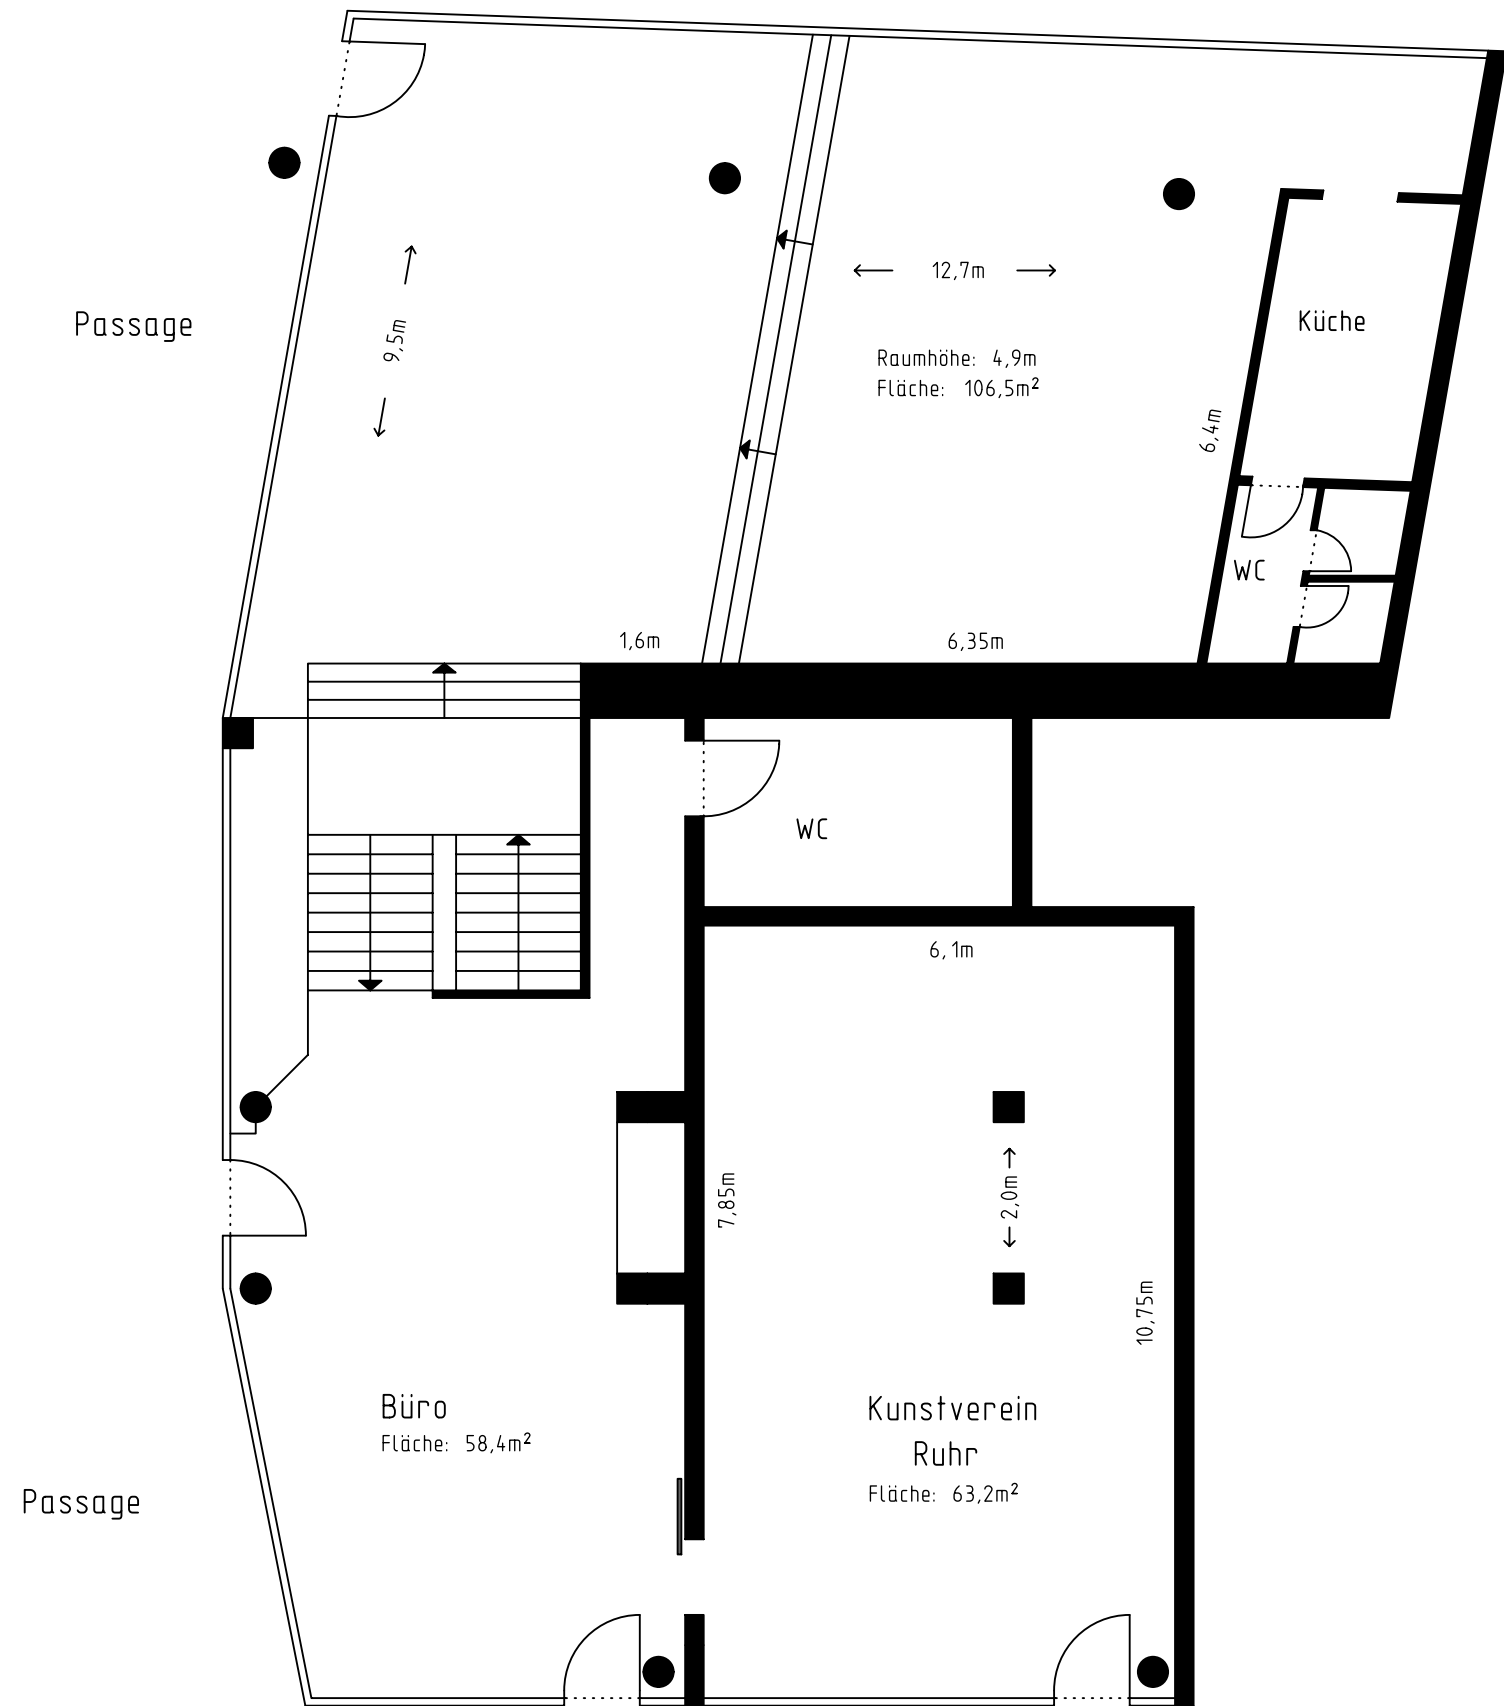 12,7m
Passage
9,5m
Küche
Raumhöhe: 4,9m
Fläche: 106,5m²
6,4m
WC
1,6m
6,35m
WC
6,1m
7,85m
2,0m
10,75m
Büro
Fläche: 58,4m²
Kunstverein
Ruhr
Fläche: 63,2m²
Passage